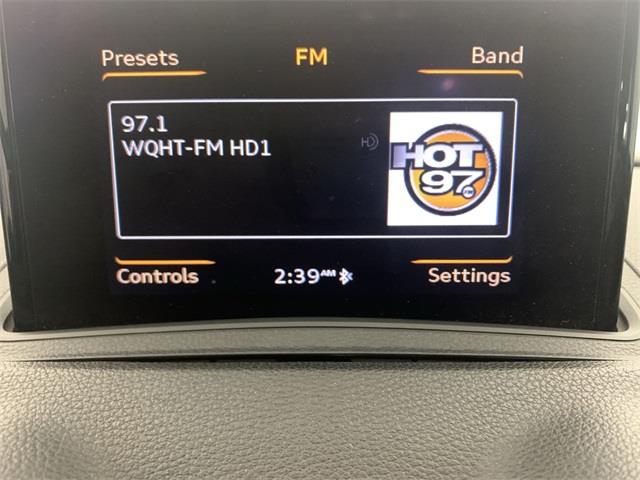 Presets FM Band
97.1
WQHT-FM HD1
HD
HOT
97
FM
Controls 2:39AM Settings